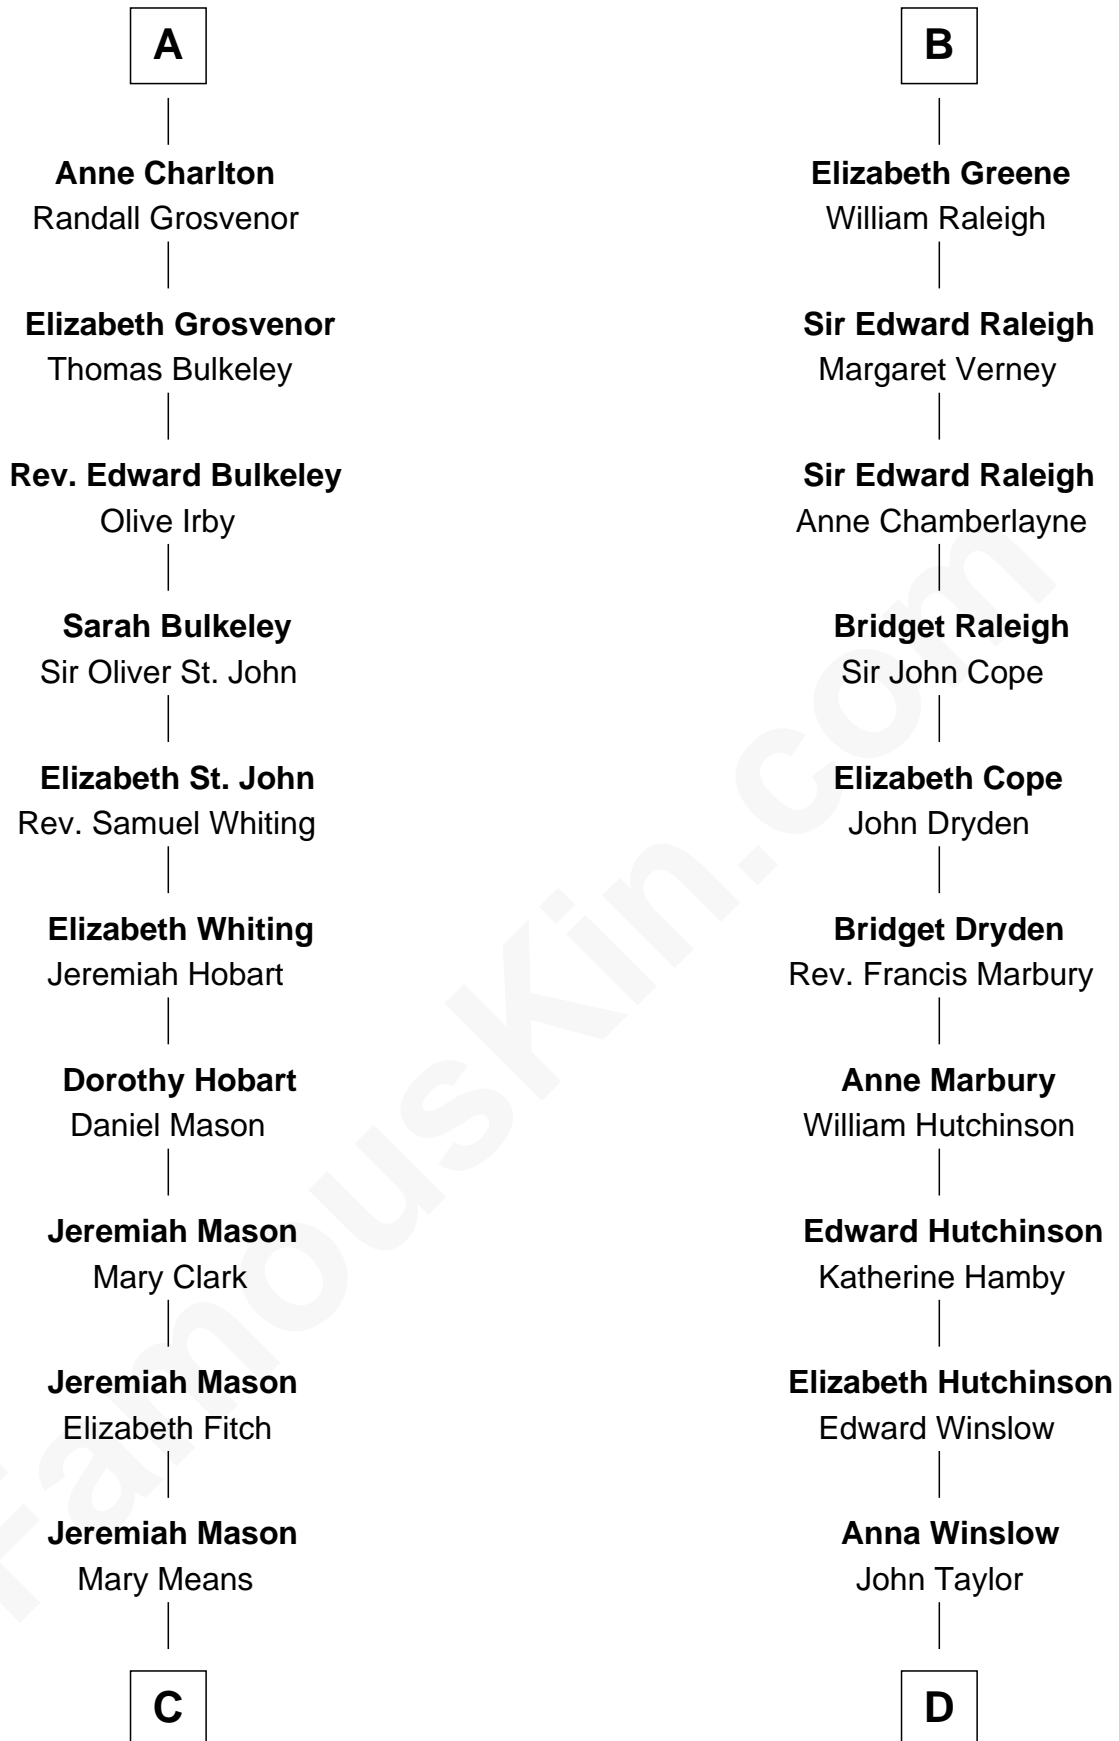 A
Anne Charlton
Randall Grosvenor
Elizabeth Grosvenor
Thomas Bulkeley
Rev. Edward Bulkeley
Olive Irby
Sarah Bulkeley
Sir Oliver St. John
Elizabeth St. John
Rev. Samuel Whiting
Elizabeth Whiting
Jeremiah Hobart
Dorothy Hobart
Daniel Mason
Jeremiah Mason
Mary Clark
Jeremiah Mason
Elizabeth Fitch
Jeremiah Mason
Mary Means
C
B
Elizabeth Greene
William Raleigh
Sir Edward Raleigh
Margaret Verney
Sir Edward Raleigh
Anne Chamberlayne
Bridget Raleigh
Sir John Cope
Elizabeth Cope
John Dryden
Bridget Dryden
Rev. Francis Marbury
Anne Marbury
William Hutchinson
Edward Hutchinson
Katherine Hamby
Elizabeth Hutchinson
Edward Winslow
Anna Winslow
John Taylor
D
FamousKin.com